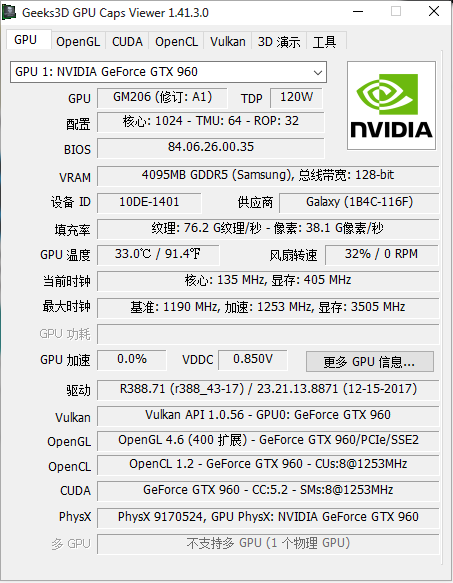 Geeks3D GPU Caps Viewer 1.41.3.0
GPU OpenGL CUDA OpenCL Vulkan 3D 演示 工具
GPU 1: NVIDIA GeForce GTX 960
GPU GM206 (修订: A1) TDP 120W
配置 核心: 1024 - TMU: 64 - ROP: 32
BIOS 84.06.26.00.35
NVIDIA
VRAM 4095MB GDDR5 (Samsung), 总线带宽: 128-bit
设备 ID 10DE-1401 供应商 Galaxy (1B4C-116F)
填充率 纹理: 76.2 G纹理/秒 - 像素: 38.1 G像素/秒
GPU 温度 33.0℃ / 91.4℉ 风扇转速 32% / 0 RPM
当前时钟 核心: 135 MHz, 显存: 405 MHz
最大时钟 基准: 1190 MHz, 加速: 1253 MHz, 显存: 3505 MHz
GPU 功耗
GPU 加速 0.0% VDDC 0.850V 更多 GPU 信息...
驱动 R388.71 (r388_43-17) / 23.21.13.8871 (12-15-2017)
Vulkan Vulkan API 1.0.56 - GPU0: GeForce GTX 960
OpenGL OpenGL 4.6 (400 扩展) - GeForce GTX 960/PCIe/SSE2
OpenCL OpenCL 1.2 - GeForce GTX 960 - CUs:8@1253MHz
CUDA GeForce GTX 960 - CC:5.2 - SMs:8@1253MHz
PhysX PhysX 9170524, GPU PhysX: NVIDIA GeForce GTX 960
多 GPU 不支持多 GPU (1 个物理 GPU)